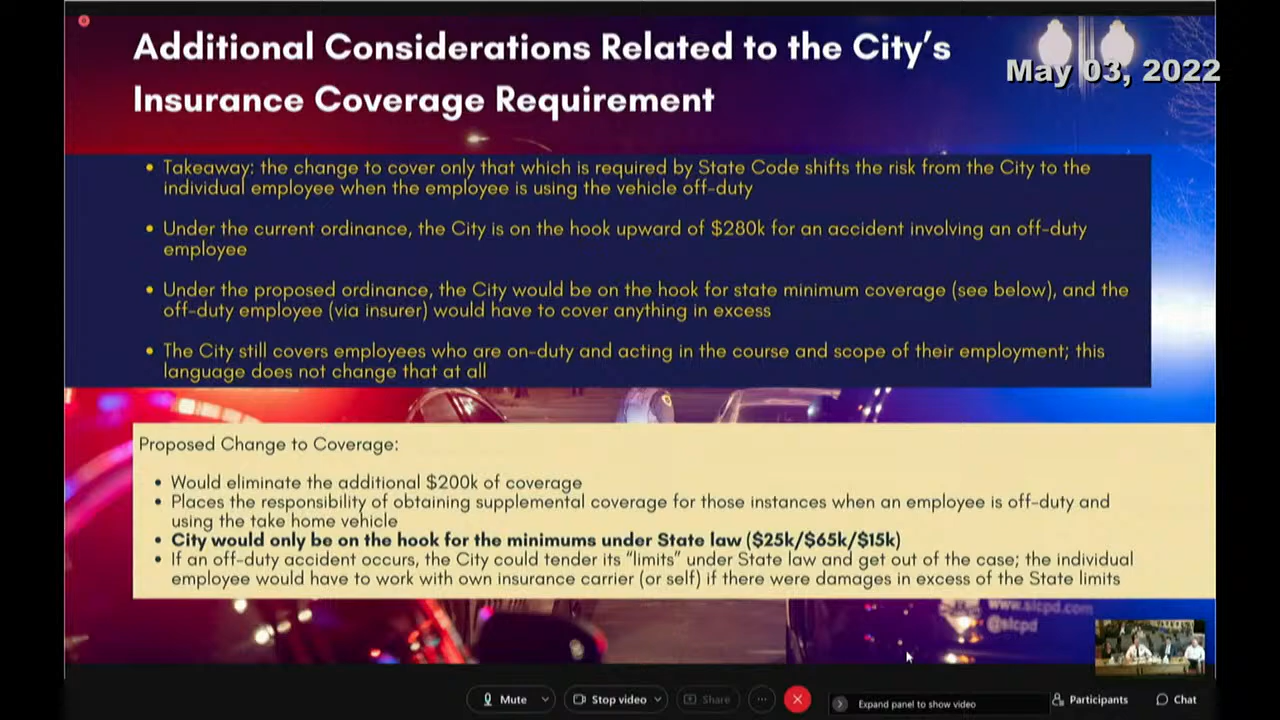 Additional Considerations Related to the City's
Insurance Coverage Requirement
May 03, 2022
• Takeaway: the change to cover only that which is required by State Code shifts the risk from the City to the
individual employee when the employee is using the vehicle off-duty
• Under the current ordinance, the City is on the hook upward of $280k for an accident involving an off-duty
employee
• Under the proposed ordinance, the City would be on the hook for state minimum coverage (see below), and the
off-duty employee (via insurer) would have to cover anything in excess
• The City still covers employees who are on-duty and acting in the course and scope of their employment; this
language does not change that at all
Proposed Change to Coverage:
• Would eliminate the additional $200k of coverage
• Places the responsibility of obtaining supplemental coverage for those instances when an employee is off-duty and
using the take home vehicle
• City would only be on the hook for the minimums under State law ($25k/$65k/$15k)
• If an off-duty accident occurs, the City could tender its "limits" under State law and get out of the case; the individual
employee would have to work with own insurance carrier (or self) if there were damages in excess of the State limits
www.slcpd.com
@slcpd
Mute
Stop video
Share
Expand panel to show video
Participants
Chat